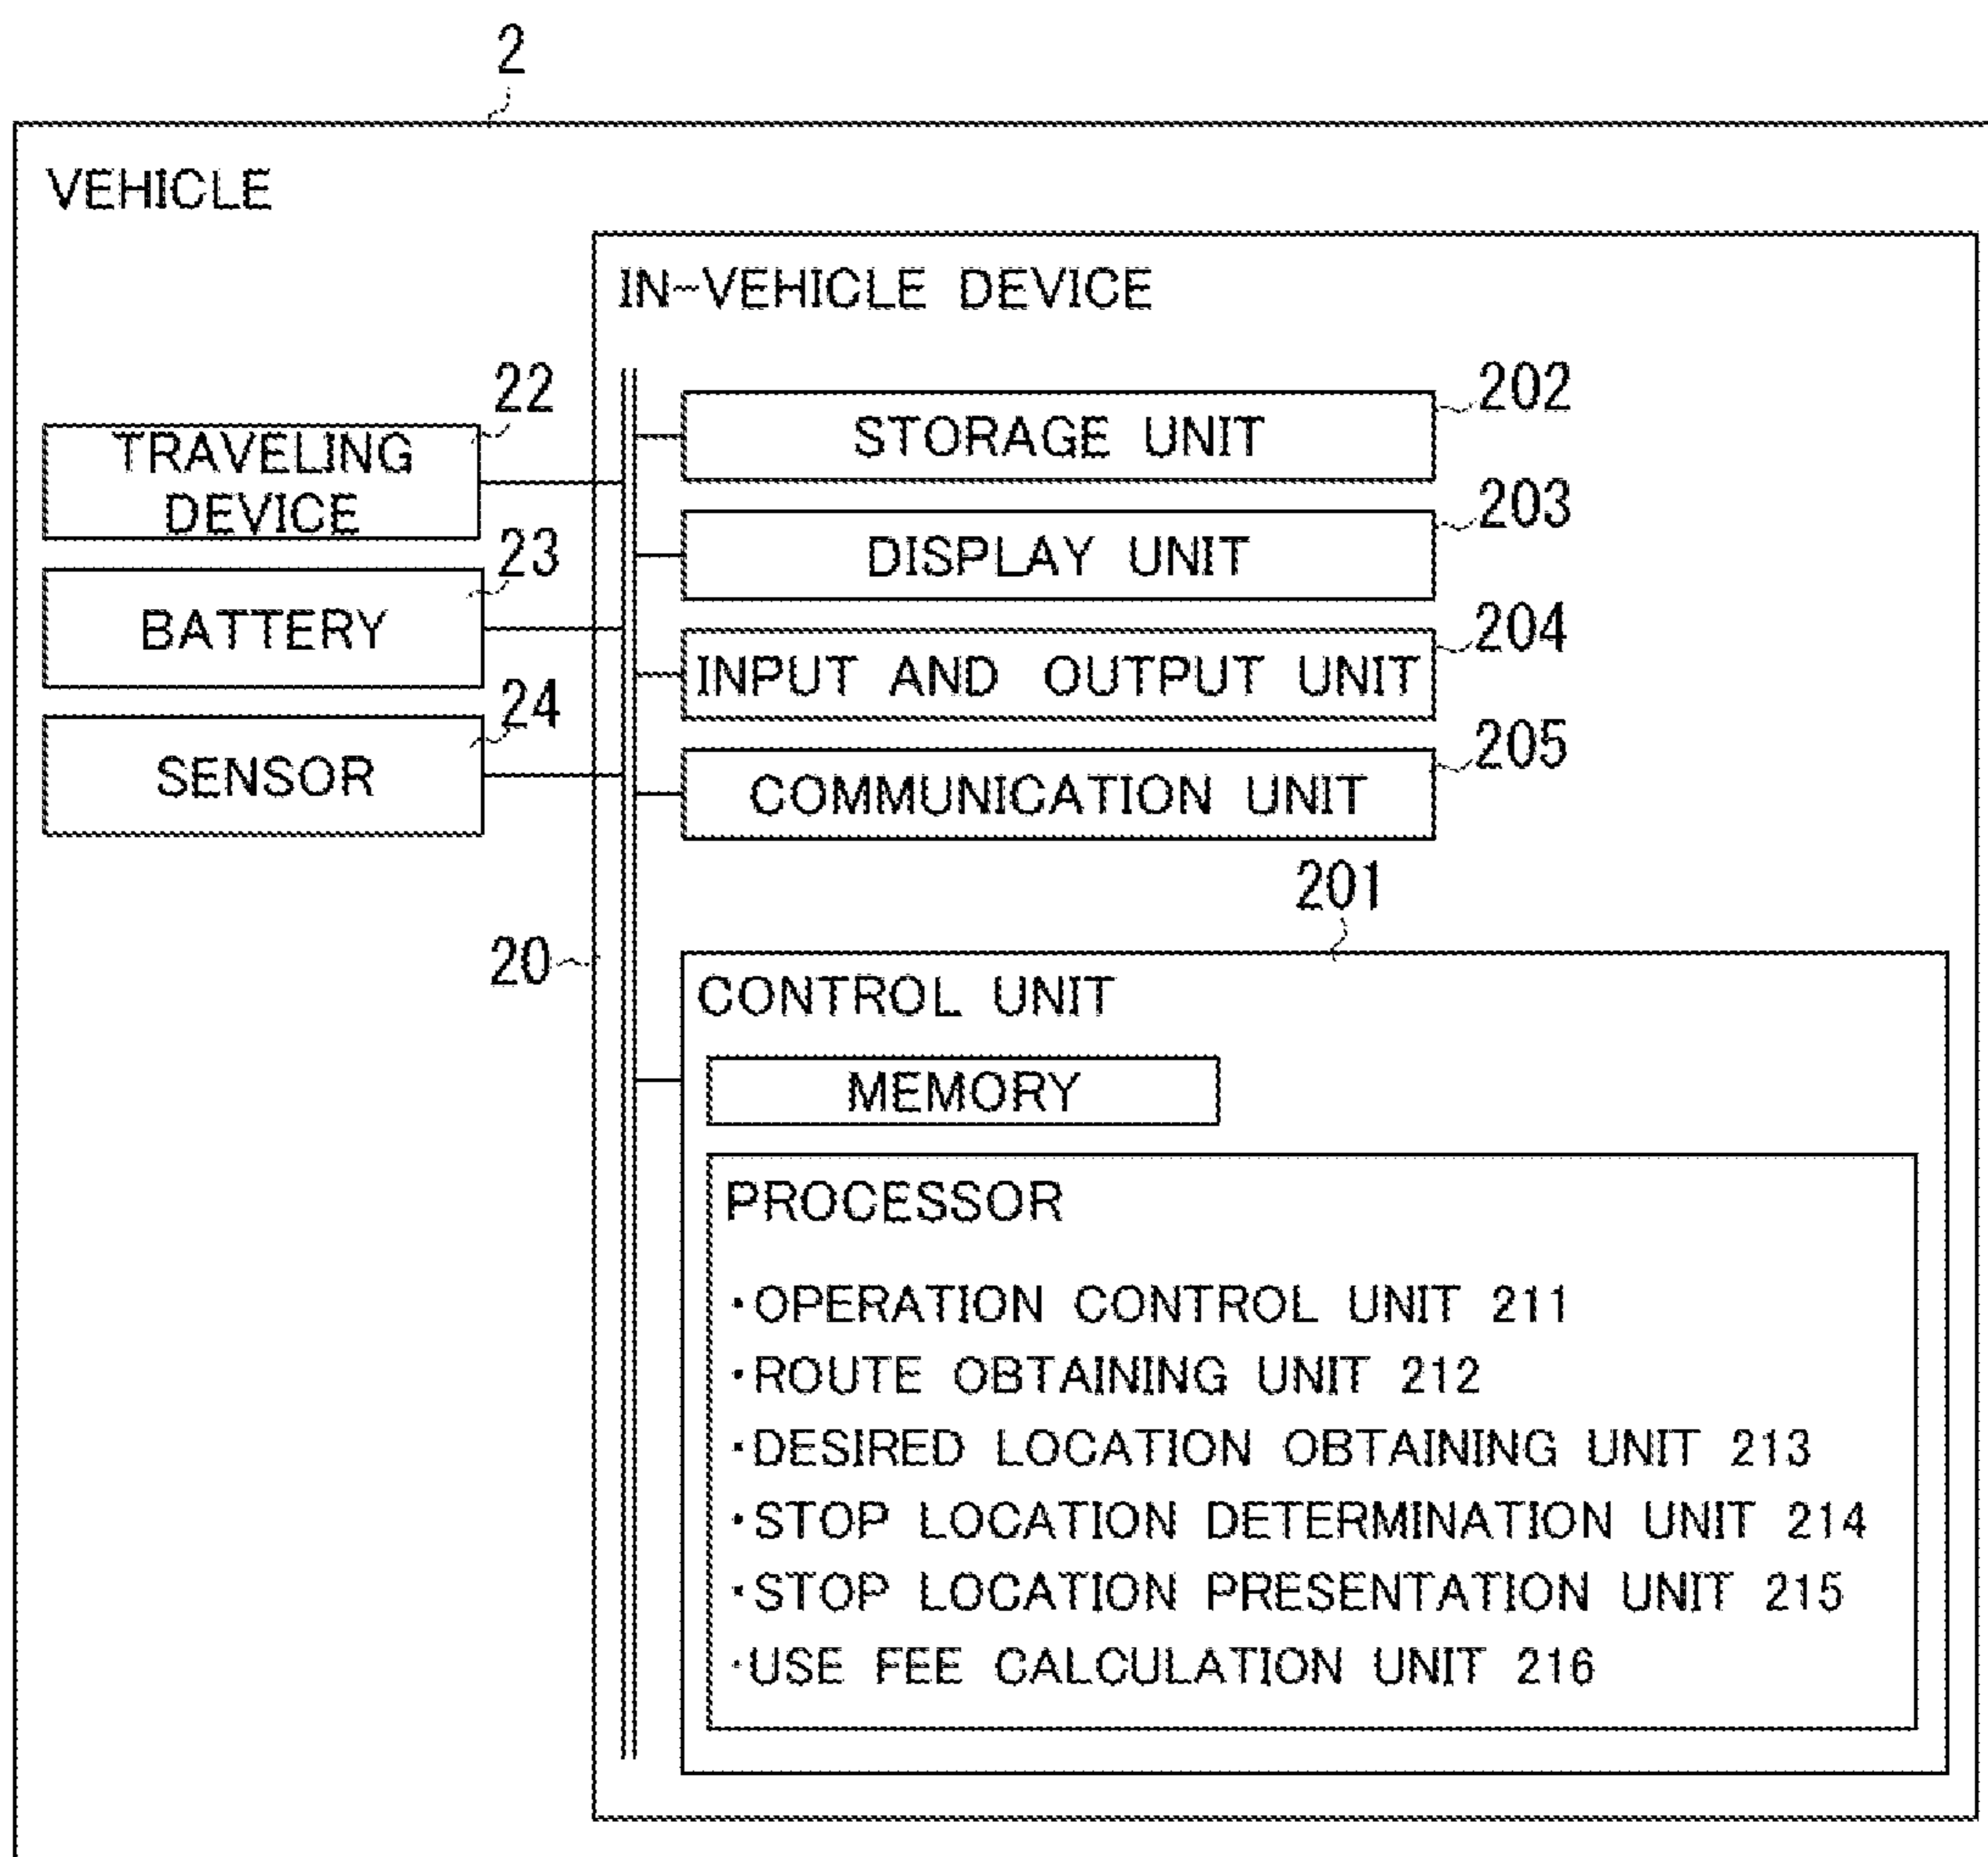 2
VEHICLE
IN-VEHICLE DEVICE
22
TRAVELING
DEVICE
23
BATTERY
24
SENSOR
202
STORAGE UNIT
203
DISPLAY UNIT
204
INPUT AND OUTPUT UNIT
205
COMMUNICATION UNIT
20
201
CONTROL UNIT
MEMORY
PROCESSOR
・OPERATION CONTROL UNIT 211
・ROUTE OBTAINING UNIT 212
・DESIRED LOCATION OBTAINING UNIT 213
・STOP LOCATION DETERMINATION UNIT 214
・STOP LOCATION PRESENTATION UNIT 215
・USE FEE CALCULATION UNIT 216